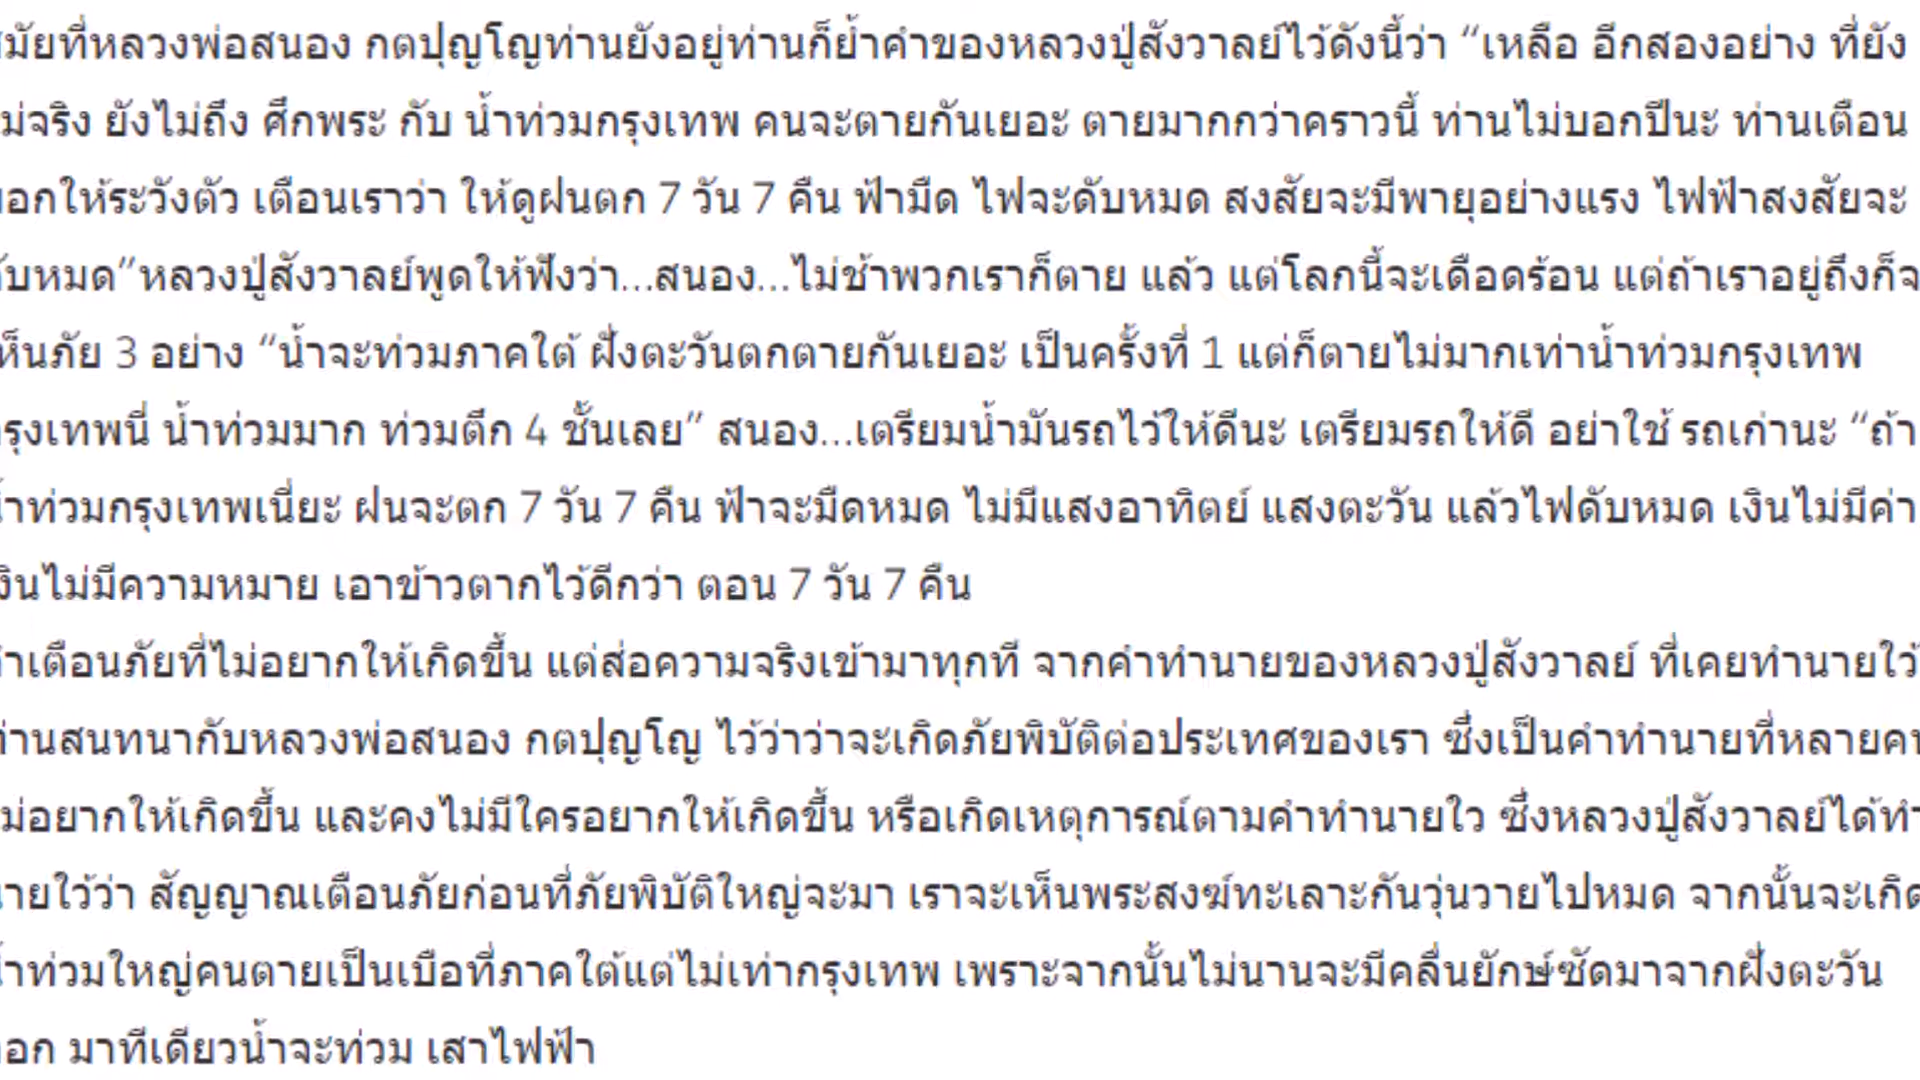 สมัยที่หลวงพ่อสนอง กตปุญโญท่านยังอยู่ท่านก็ย้ำคำของหลวงปู่สังวาลย์ไว้ดังนี้ว่า “เหลือ อีกสองอย่าง ที่ยัง
ไม่จริง ยังไม่ถึง ศึกพระ กับ น้ำท่วมกรุงเทพ คนจะตายกันเยอะ ตายมากกว่าคราวนี้ ท่านไม่บอกปีนะ ท่านเตือน
บอกให้ระวังตัว เตือนเราว่า ให้ดูฝนตก 7 วัน 7 คืน ฟ้ามืด ไฟจะดับหมด สงสัยจะมีพายุอย่างแรง ไฟฟ้าสงสัยจะ
ดับหมด”หลวงปู่สังวาลย์พูดให้ฟังว่า...สนอง...ไม่ช้าพวกเราก็ตาย แล้ว แต่โลกนี้จะเดือดร้อน แต่ถ้าเราอยู่ถึงก็จ
เห็นภัย 3 อย่าง “น้ำจะท่วมภาคใต้ ฝั่งตะวันตกตายกันเยอะ เป็นครั้งที่ 1 แต่ก็ตายไม่มากเท่าน้ำท่วมกรุงเทพ
กรุงเทพนี่ น้ำท่วมมาก ท่วมตึก 4 ชั้นเลย” สนอง...เตรียมน้ำมันรถไว้ให้ดีนะ เตรียมรถให้ดี อย่าใช้ รถเก่านะ “ถ้า
น้ำท่วมกรุงเทพเนี่ยะ ฝนจะตก 7 วัน 7 คืน ฟ้าจะมืดหมด ไม่มีแสงอาทิตย์ แสงตะวัน แล้วไฟดับหมด เงินไม่มีค่า
เงินไม่มีความหมาย เอาข้าวตากไว้ดีกว่า ตอน 7 วัน 7 คืน
คำเตือนภัยที่ไม่อยากให้เกิดขึ้น แต่ส่อความจริงเข้ามาทุกที จากคำทำนายของหลวงปู่สังวาลย์ ที่เคยทำนายใว้
ท่านสนทนากับหลวงพ่อสนอง กตปุญโญ ไว้ว่าว่าจะเกิดภัยพิบัติต่อประเทศของเรา ซึ่งเป็นคำทำนายที่หลายคน
ไม่อยากให้เกิดขึ้น และคงไม่มีใครอยากให้เกิดขึ้น หรือเกิดเหตุการณ์ตามคำทำนายใว ซึ่งหลวงปู่สังวาลย์ได้ทำ
นายใว้ว่า สัญญาณเตือนภัยก่อนที่ภัยพิบัติใหญ่จะมา เราจะเห็นพระสงฆ์ทะเลาะกันวุ่นวายไปหมด จากนั้นจะเกิด
น้ำท่วมใหญ่คนตายเป็นเบือที่ภาคใต้แต่ไม่เท่ากรุงเทพ เพราะจากนั้นไม่นานจะมีคลื่นยักษ์ซัดมาจากฝั่งตะวัน
ออก มาทีเดียวน้ำจะท่วม เสาไฟฟ้า